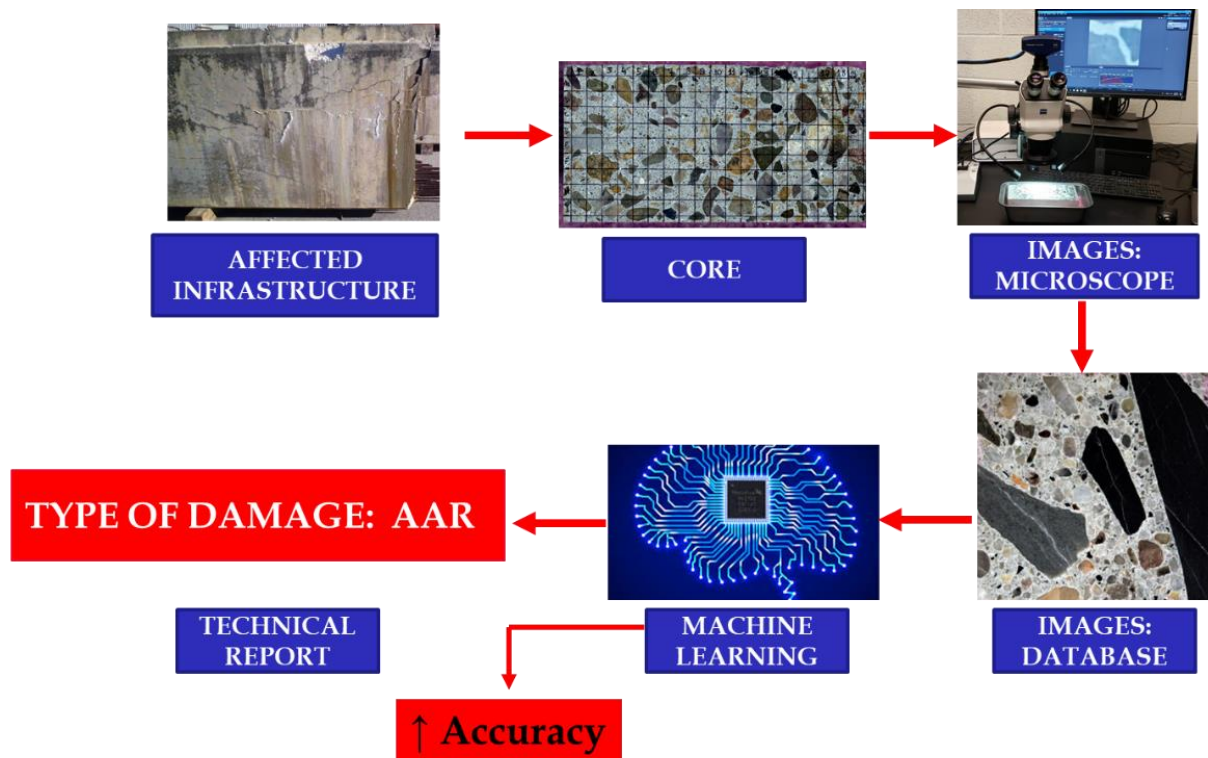 AFFECTED
INFRASTRUCTURE
CORE
IMAGES:
MICROSCOPE
TYPE OF DAMAGE: AAR
TECHNICAL
REPORT
MACHINE
LEARNING
IMAGES:
DATABASE
↑ Accuracy